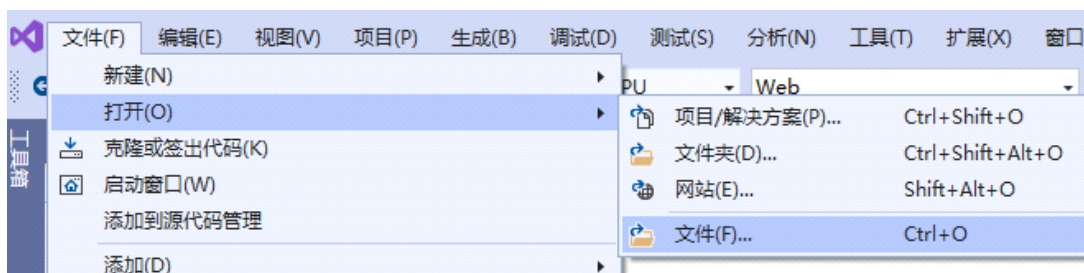 文件(F) 编辑(E) 视图(V) 项目(P) 生成(B) 调试(D) 测试(S) 分析(N) 工具(T) 扩展(X) 窗口
新建(N)
PU Web
打开(O)
项目/解决方案(P)... Ctrl+Shift+O
克隆或签出代码(K)
文件夹(D)... Ctrl+Shift+Alt+O
启动窗口(W)
网站(E)... Shift+Alt+O
添加到源代码管理
文件(F)... Ctrl+O
添加(D)
工具箱